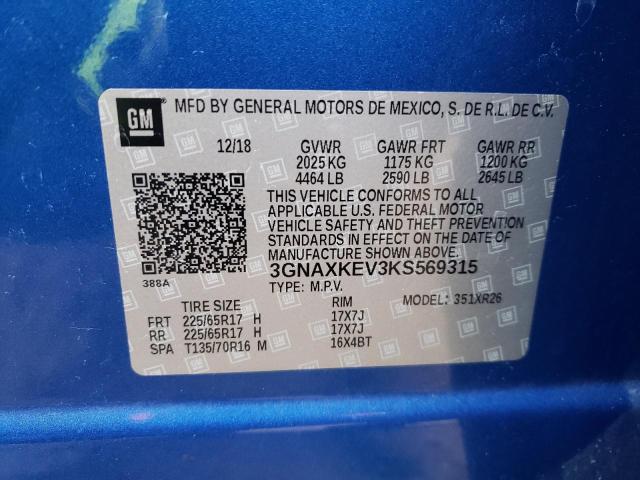 GM MFD BY GENERAL MOTORS DE MEXICO, S. DE R.L. DE C.V.
12/18 GVWR GAWR FRT GAWR RR
2025 KG 1175 KG 1200 KG
4464 LB 2590 LB 2645 LB
THIS VEHICLE CONFORMS TO ALL
APPLICABLE U.S. FEDERAL MOTOR
VEHICLE SAFETY AND THEFT PREVENTION
STANDARDS IN EFFECT ON THE DATE OF
MANUFACTURE SHOWN ABOVE.
388A 3GNAXKEV3KS569315
TYPE: M.P.V. MODEL: 351XR26
TIRE SIZE RIM
FRT 225/65R17 H 17X7J
RR 225/65R17 H 17X7J
SPA T135/70R16 M 16X4BT